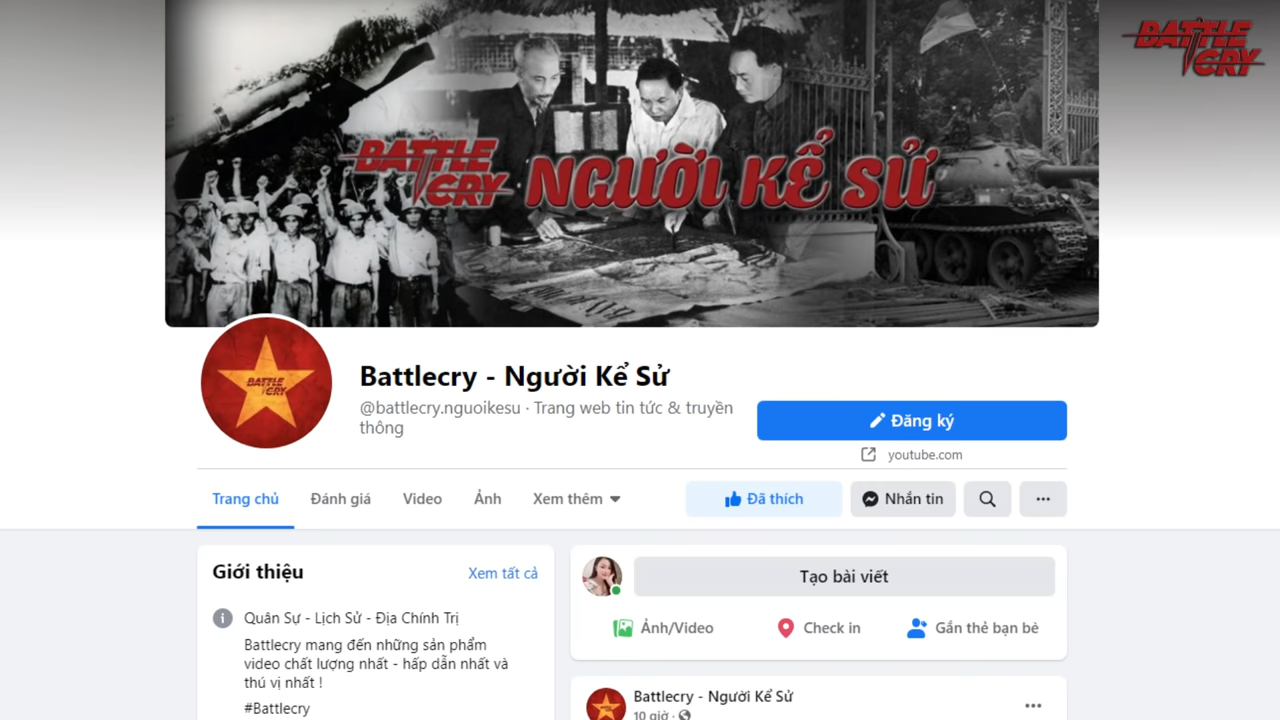 BATTLE
CRY
BATTLE
CRY
NGƯỜI KỂ SỬ
BATTLE
CRY
Battlecry - Người Kể Sử
@battlecry.nguoikesu · Trang web tin tức & truyền
thông
Đăng ký
youtube.com
Trang chủ Đánh giá Video Ảnh Xem thêm Đã thích Nhắn tin
Giới thiệu Xem tất cả
Quân Sự - Lịch Sử - Địa Chính Trị
Battlecry mang đến những sản phẩm
video chất lượng nhất - hấp dẫn nhất và
thú vị nhất !
#Battlecry
Tạo bài viết
Ảnh/Video Check in Gắn thẻ bạn bè
Battlecry - Người Kể Sử
10 giờ ·